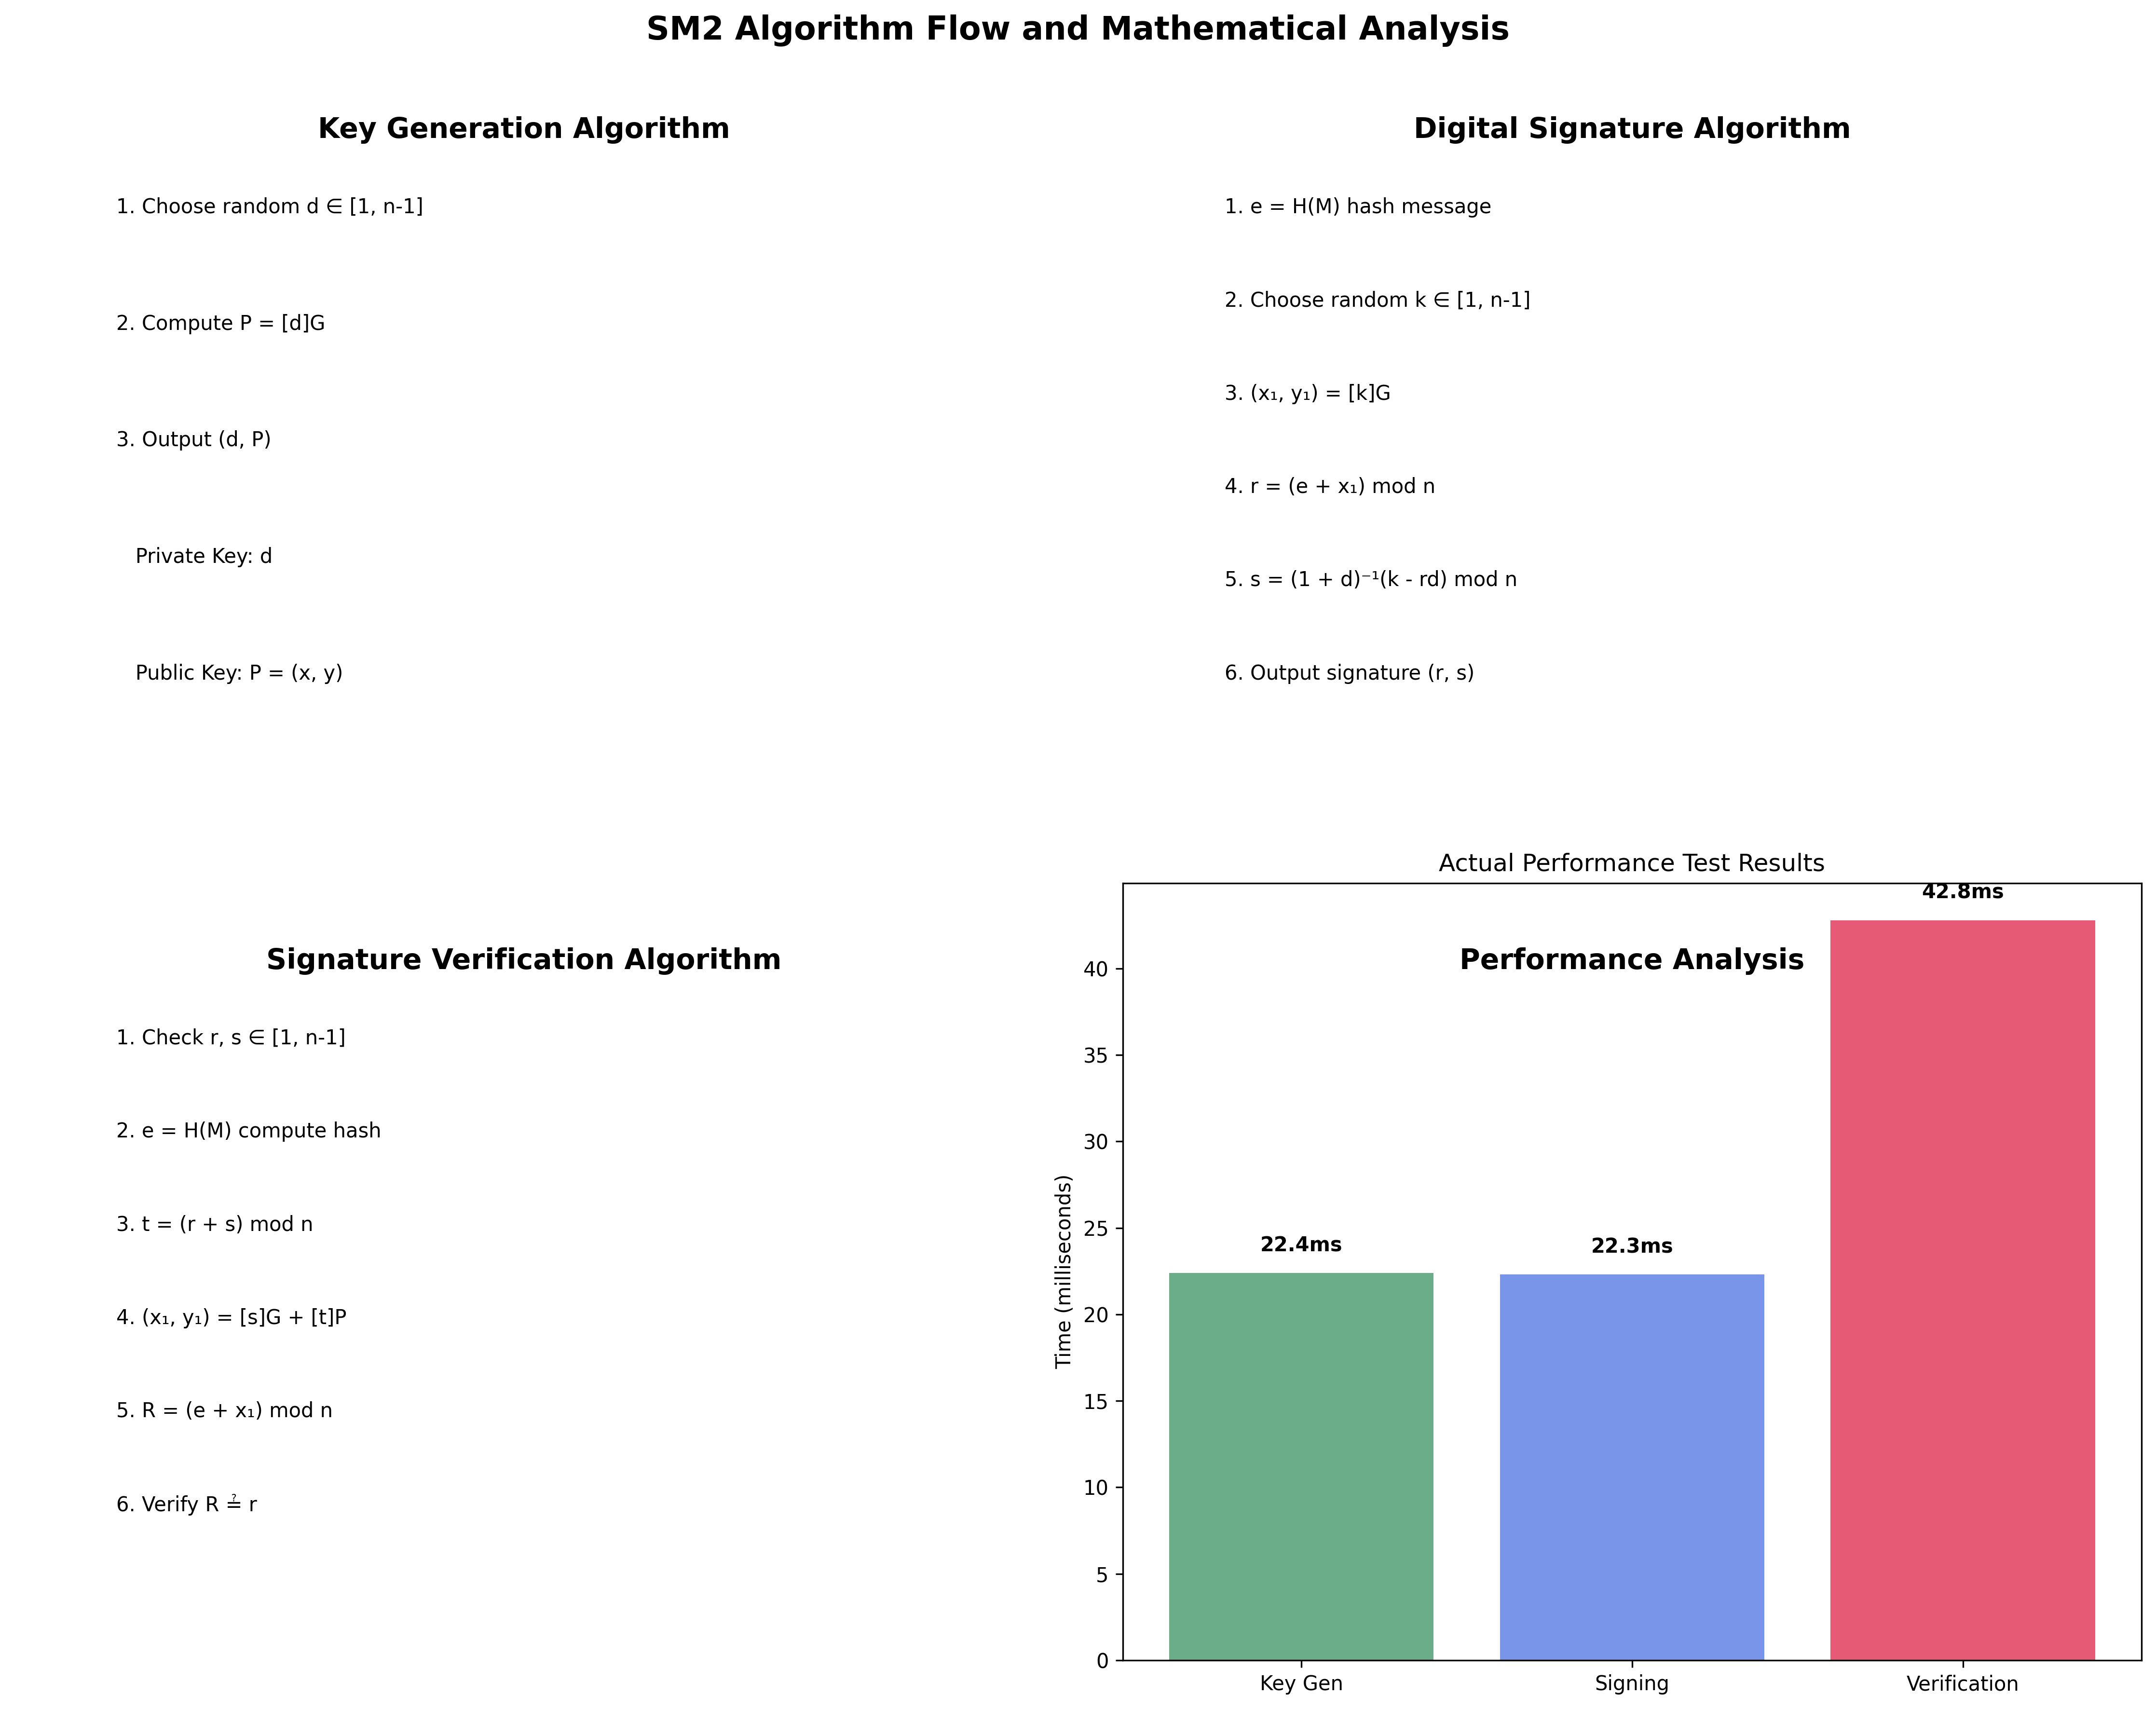 SM2 Algorithm Flow and Mathematical Analysis
Key Generation Algorithm
1. Choose random d ∈ [1, n-1]
2. Compute P = [d]G
3. Output (d, P)
Private Key: d
Public Key: P = (x, y)
Digital Signature Algorithm
1. e = H(M) hash message
2. Choose random k ∈ [1, n-1]
3. (x₁, y₁) = [k]G
4. r = (e + x₁) mod n
5. s = (1 + d)⁻¹(k - rd) mod n
6. Output signature (r, s)
Signature Verification Algorithm
1. Check r, s ∈ [1, n-1]
2. e = H(M) compute hash
3. t = (r + s) mod n
4. (x₁, y₁) = [s]G + [t]P
5. R = (e + x₁) mod n
6. Verify R ≟ r
Actual Performance Test Results
Performance Analysis
42.8ms
22.4ms
22.3ms
Time (milliseconds)
40
35
30
25
20
15
10
5
0
Key Gen
Signing
Verification